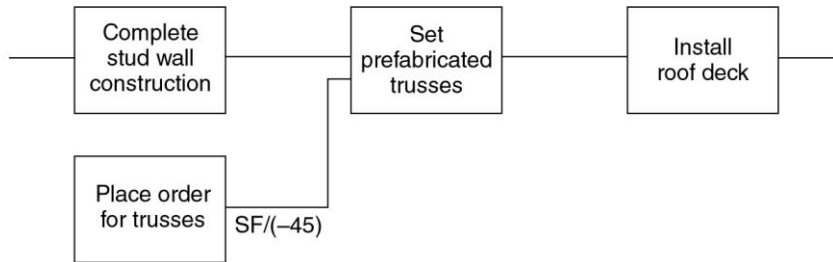 Complete
stud wall
construction
Set
prefabricated
trusses
Install
roof deck
Place order
for trusses
SF/(–45)